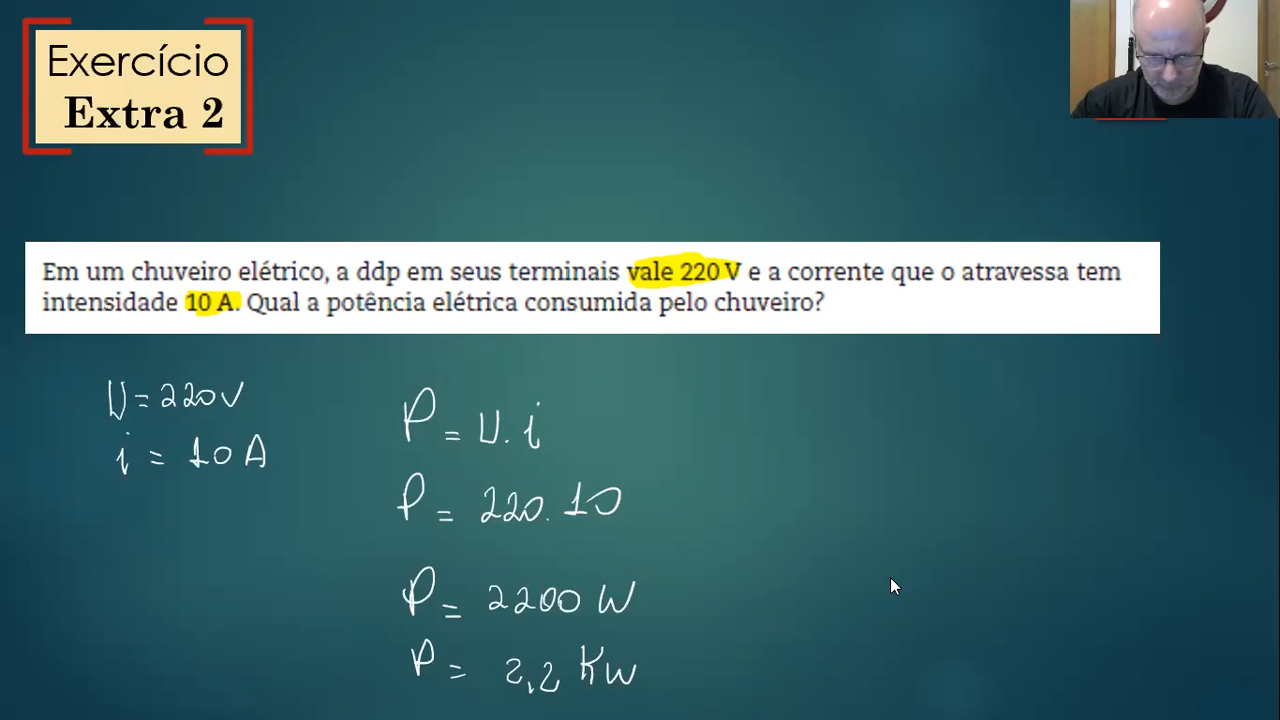 Exercício
Extra 2
Em um chuveiro elétrico, a ddp em seus terminais vale 220 V e a corrente que o atravessa tem
intensidade 10 A. Qual a potência elétrica consumida pelo chuveiro?
U = 220V
i = 10 A
P = U. i
P = 220. 10
P = 2200 W
P = 2,2 Kw